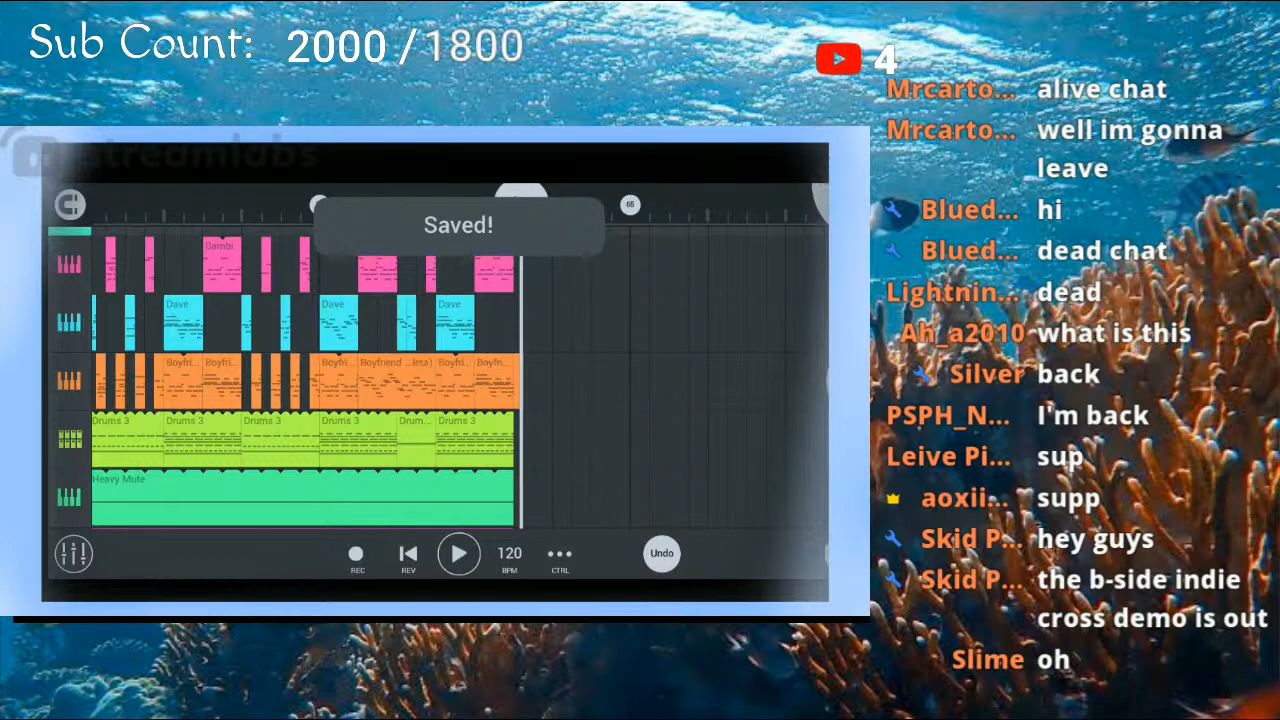 Sub Count: 2000 / 1800
4
streamlabs
Mrcarto... alive chat
Mrcarto... well im gonna
leave
Blued... hi
Blued... dead chat
Lightnin... dead
Ah_a2010 what is this
Silver back
PSPH_N... I'm back
Leive Pi... sup
aoxii... supp
Skid P... hey guys
Skid P... the b-side indie
cross demo is out
Slime oh
65
Saved!
Bambi
Dave Dave Dave
Boyfri... Boyfri... Boyfri... Boyfriend ...leta) Boyfri... Boyfri...
Drums 3 Drums 3 Drums 3 Drums 3 Drum... Drums 3
Heavy Mute
120 Undo
REC REV BPM CTRL